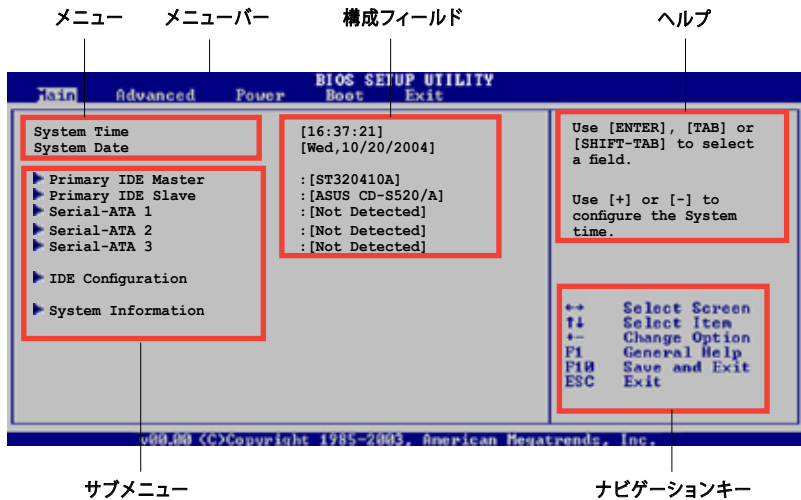 メニュー メニューバー 構成フィールド ヘルプ
BIOS SETUP UTILITY
Main Advanced Power Boot Exit
System Time [16:37:21]
System Date [Wed,10/20/2004]
Primary IDE Master :[ST320410A]
Primary IDE Slave :[ASUS CD-S520/A]
Serial-ATA 1 :[Not Detected]
Serial-ATA 2 :[Not Detected]
Serial-ATA 3 :[Not Detected]
IDE Configuration
System Information
Use [ENTER], [TAB] or
[SHIFT-TAB] to select
a field.
Use [+] or [-] to
configure the System
time.
↔ Select Screen
↑↓ Select Item
+- Change Option
F1 General Help
F10 Save and Exit
ESC Exit
v00.00 (C)Copyright 1985-2003, American Megatrends, Inc.
サブメニュー ナビゲーションキー